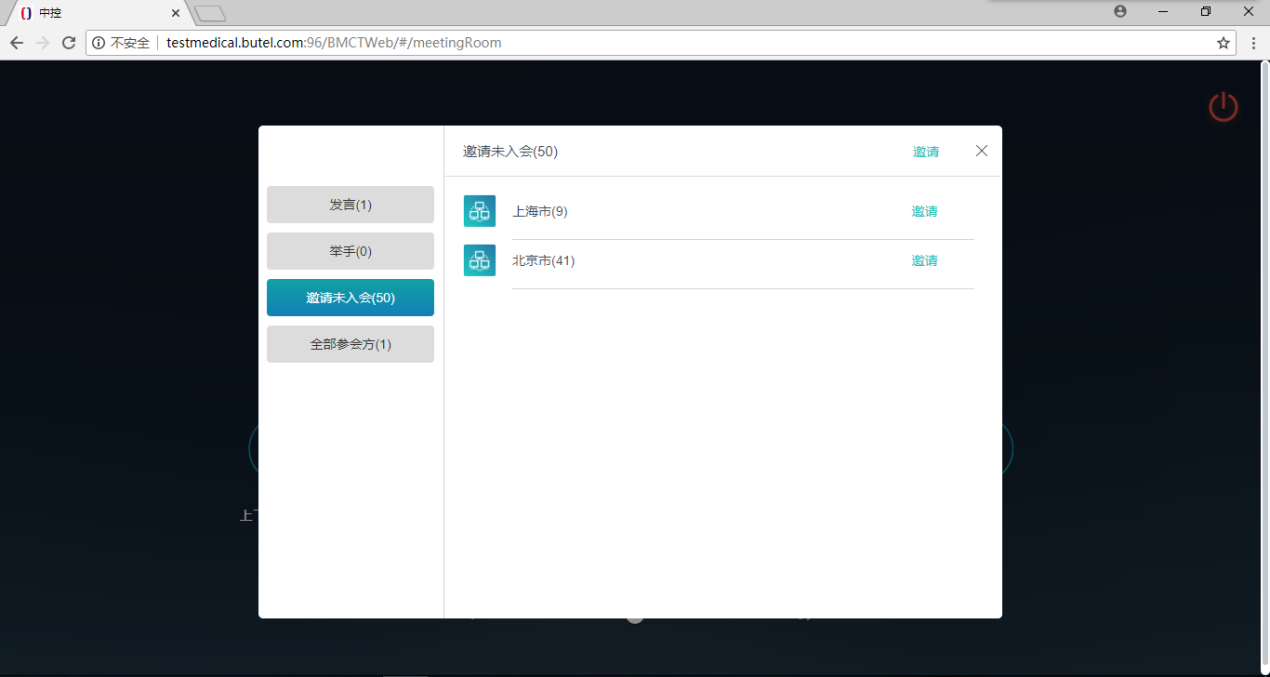 中控
不安全 testmedical.butel.com:96/BMCTWeb/#/meetingRoom
邀请未入会(50) 邀请
发言(1)
举手(0)
邀请未入会(50)
全部参会方(1)
上海市(9) 邀请
北京市(41) 邀请
上